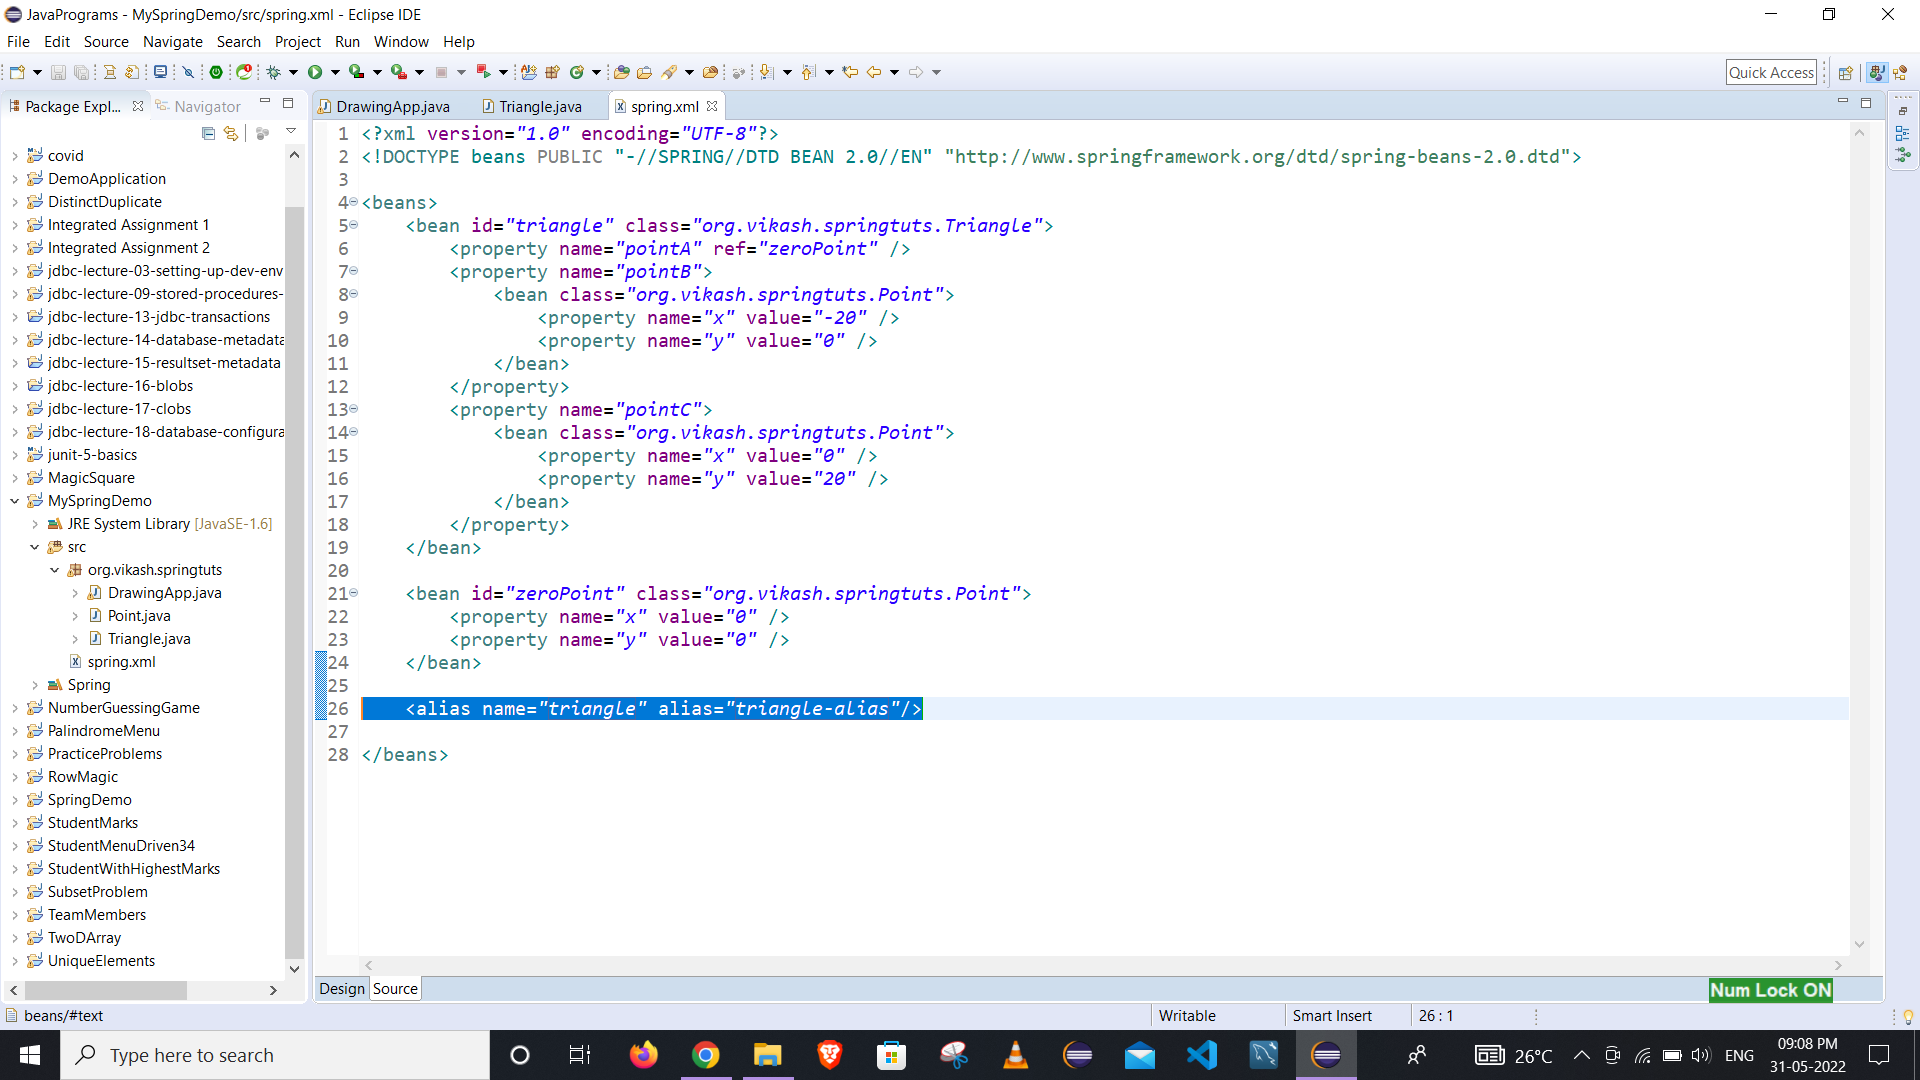 JavaPrograms - MySpringDemo/src/spring.xml - Eclipse IDE
File Edit Source Navigate Search Project Run Window Help
Quick Access
Package Expl... Navigator
DrawingApp.java Triangle.java spring.xml
covid
DemoApplication
DistinctDuplicate
Integrated Assignment 1
Integrated Assignment 2
jdbc-lecture-03-setting-up-dev-env
jdbc-lecture-09-stored-procedures-
jdbc-lecture-13-jdbc-transactions
jdbc-lecture-14-database-metadata
jdbc-lecture-15-resultset-metadata
jdbc-lecture-16-blobs
jdbc-lecture-17-clobs
jdbc-lecture-18-database-configura
junit-5-basics
MagicSquare
MySpringDemo
JRE System Library [JavaSE-1.6]
src
org.vikash.springtuts
DrawingApp.java
Point.java
Triangle.java
spring.xml
Spring
NumberGuessingGame
PalindromeMenu
PracticeProblems
RowMagic
SpringDemo
StudentMarks
StudentMenuDriven34
StudentWithHighestMarks
SubsetProblem
TeamMembers
TwoDArray
UniqueElements
1 <?xml version="1.0" encoding="UTF-8"?>
2 <!DOCTYPE beans PUBLIC "-//SPRING//DTD BEAN 2.0//EN" "http://www.springframework.org/dtd/spring-beans-2.0.dtd">
3
4 <beans>
5 <bean id="triangle" class="org.vikash.springtuts.Triangle">
6 <property name="pointA" ref="zeroPoint" />
7 <property name="pointB">
8 <bean class="org.vikash.springtuts.Point">
9 <property name="x" value="-20" />
10 <property name="y" value="0" />
11 </bean>
12 </property>
13 <property name="pointC">
14 <bean class="org.vikash.springtuts.Point">
15 <property name="x" value="0" />
16 <property name="y" value="20" />
17 </bean>
18 </property>
19 </bean>
20
21 <bean id="zeroPoint" class="org.vikash.springtuts.Point">
22 <property name="x" value="0" />
23 <property name="y" value="0" />
24 </bean>
25
26 <alias name="triangle" alias="triangle-alias"/>
27
28 </beans>
Design Source
Num Lock ON
beans/#text Writable Smart Insert 26 : 1
Type here to search
26°C ENG
09:08 PM
31-05-2022